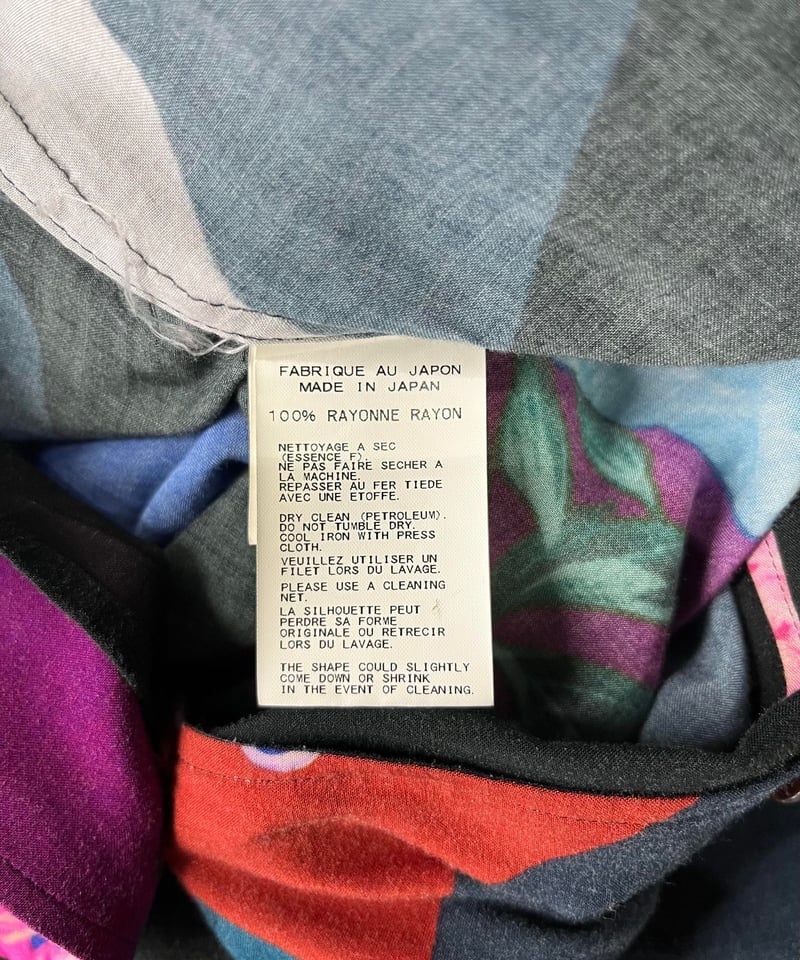 FABRIQUE AU JAPON
MADE IN JAPAN
100% RAYONNE RAYON
NETTOYAGE A SEC
(ESSENCE F).
NE PAS FAIRE SECHER A
LA MACHINE.
REPASSER AU FER TIEDE
AVEC UNE ETOFFE.
DRY CLEAN (PETROLEUM).
DO NOT TUMBLE DRY.
COOL IRON WITH PRESS
CLOTH.
VEUILLEZ UTILISER UN
FILET LORS DU LAVAGE.
PLEASE USE A CLEANING
NET.
LA SILHOUETTE PEUT
PERDRE SA FORME
ORIGINALE OU RETRECIR
LORS DU LAVAGE.
THE SHAPE COULD SLIGHTLY
COME DOWN OR SHRINK
IN THE EVENT OF CLEANING.